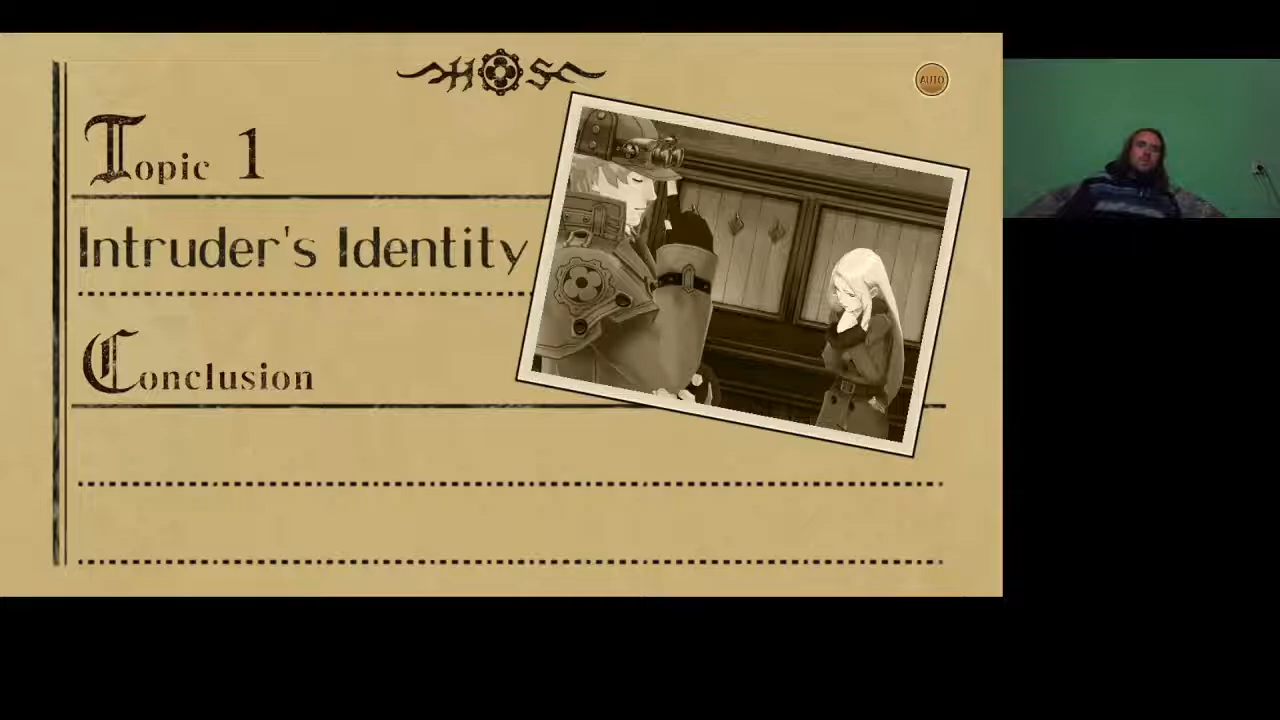 H S
AUTO
Topic 1
Intruder's Identity
Conclusion